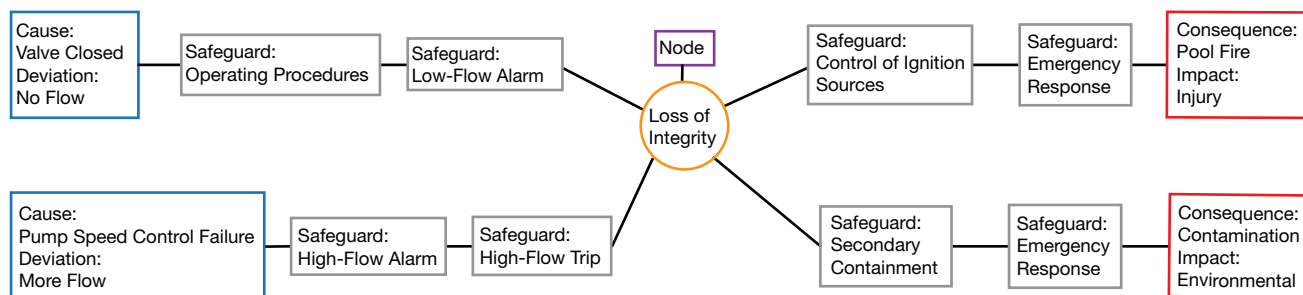 Cause:
Valve Closed
Deviation:
No Flow
Safeguard:
Operating Procedures
Safeguard:
Low-Flow Alarm
Node
Loss of
Integrity
Safeguard:
Control of Ignition
Sources
Safeguard:
Emergency
Response
Consequence:
Pool Fire
Impact:
Injury
Cause:
Pump Speed Control Failure
Deviation:
More Flow
Safeguard:
High-Flow Alarm
Safeguard:
High-Flow Trip
Safeguard:
Secondary
Containment
Safeguard:
Emergency
Response
Consequence:
Contamination
Impact:
Environmental